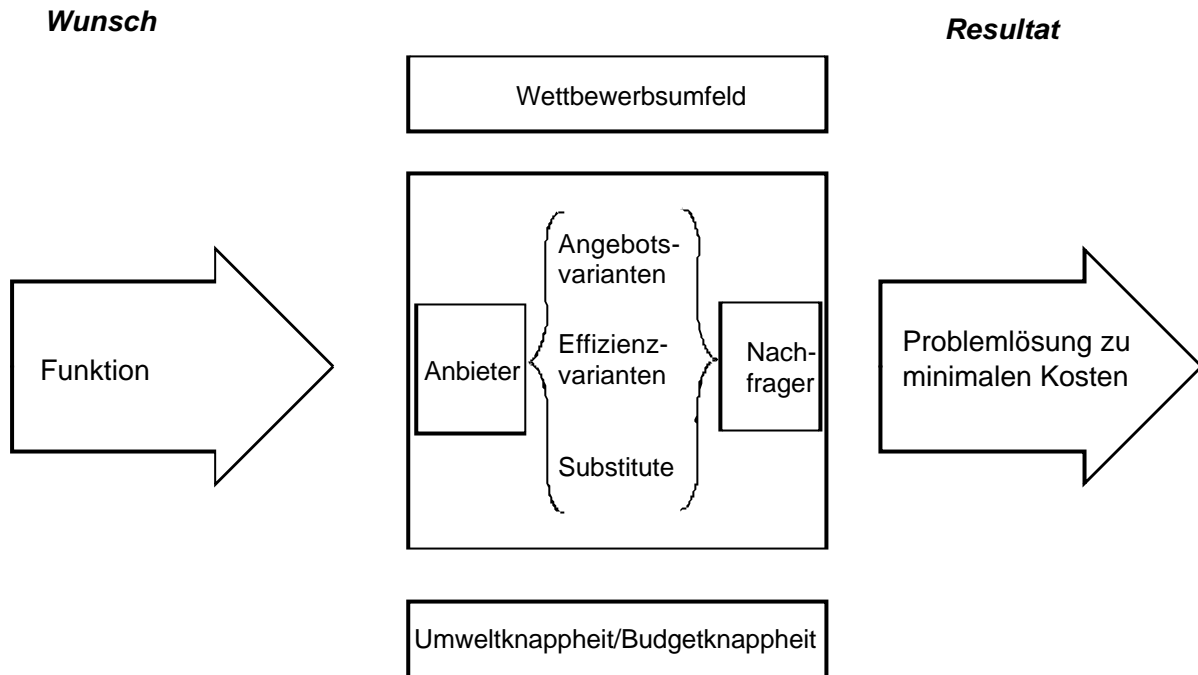 Wunsch
Resultat
Wettbewerbsumfeld
Funktion
Anbieter
Angebots-
varianten
Effizienz-
varianten
Substitute
Nach-
frager
Problemlösung zu
minimalen Kosten
Umweltknappheit/Budgetknappheit